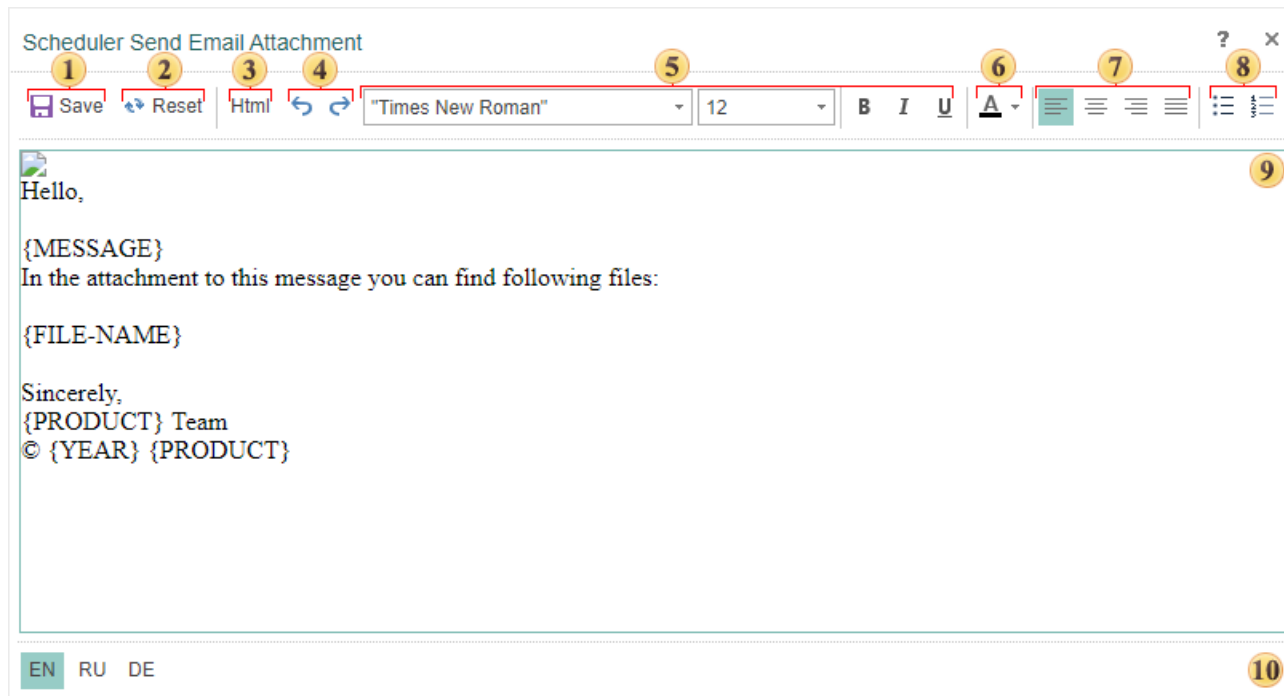 Scheduler Send Email Attachment ? ×
1 2 3 4 5 6 7 8
Save Reset Html "Times New Roman" 12 B I U A
9
Hello,
{MESSAGE}
In the attachment to this message you can find following files:
{FILE-NAME}
Sincerely,
{PRODUCT} Team
© {YEAR} {PRODUCT}
EN RU DE 10